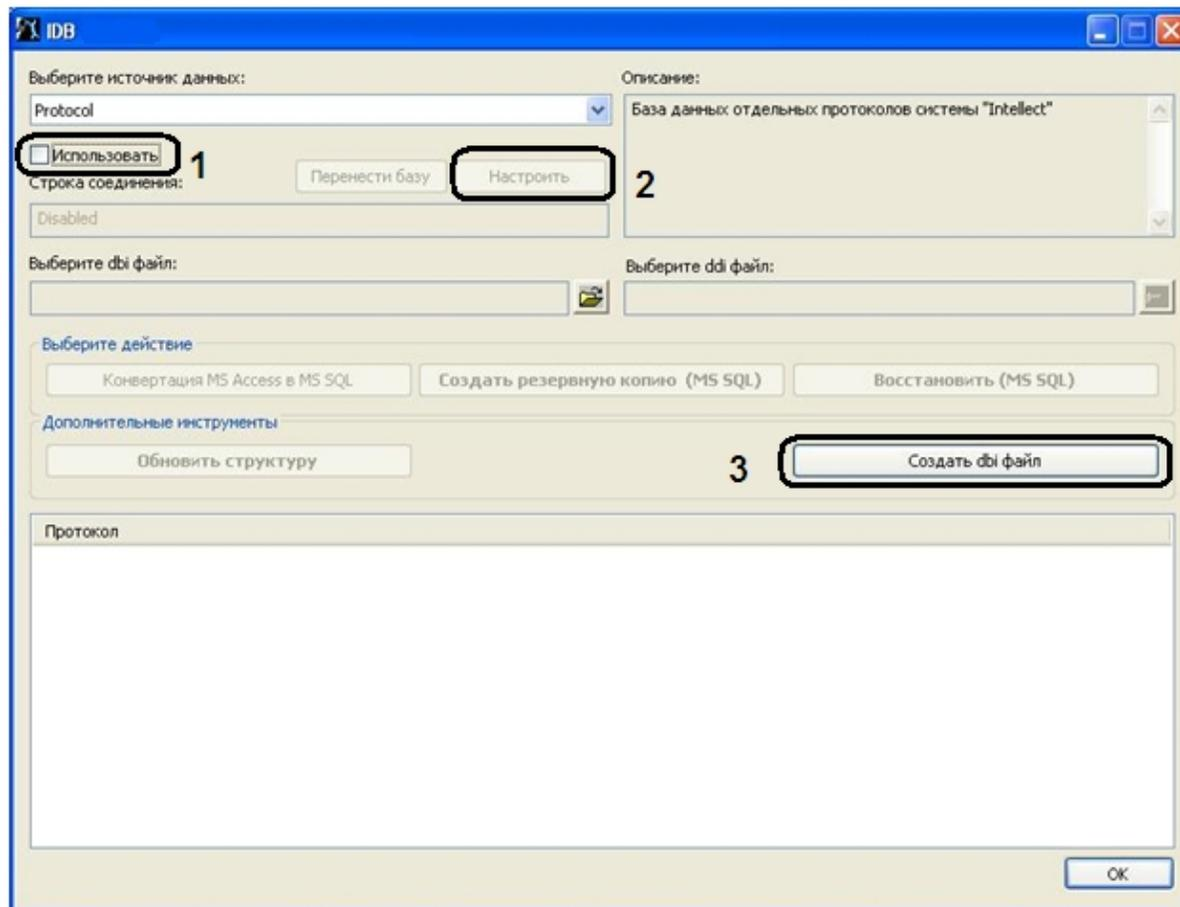 IDB
Выберите источник данных:
Описание:
Protocol
База данных отдельных протоколов системы "Intellect"
Использовать
1
Строка соединения:
Перенести базу
Настроить
2
Disabled
Выберите dbi файл:
Выберите ddi файл:
Выберите действие
Конвертация MS Access в MS SQL
Создать резервную копию (MS SQL)
Восстановить (MS SQL)
Дополнительные инструменты
Обновить структуру
3
Создать dbi файл
Протокол
OK